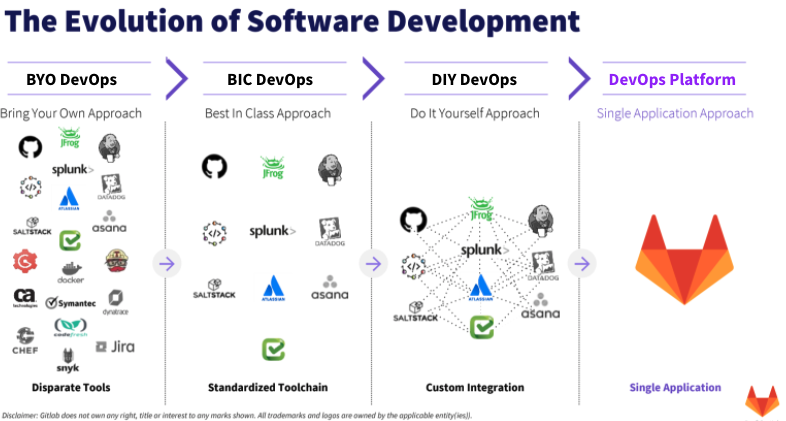 The Evolution of Software Development
BYO DevOps
BIC DevOps
DIY DevOps
DevOps Platform
Bring Your Own Approach
Best In Class Approach
Do It Yourself Approach
Single Application Approach
JFrog
splunk>
DATADOG
ATLASSIAN
SALTSTACK
asana
docker
ca
technologies
Symantec
dynatrace
codefresh
CHEF
snyk
Jira
Disparate Tools
JFrog
splunk>
DATADOG
SALTSTACK
ATLASSIAN
asana
Standardized Toolchain
JFrog
splunk>
DATADOG
ATLASSIAN
SALTSTACK
asana
Custom Integration
Single Application
Disclaimer: Gitlab does not own any right, title or interest to any marks shown. All trademarks and logos are owned by the applicable entity(ies)).